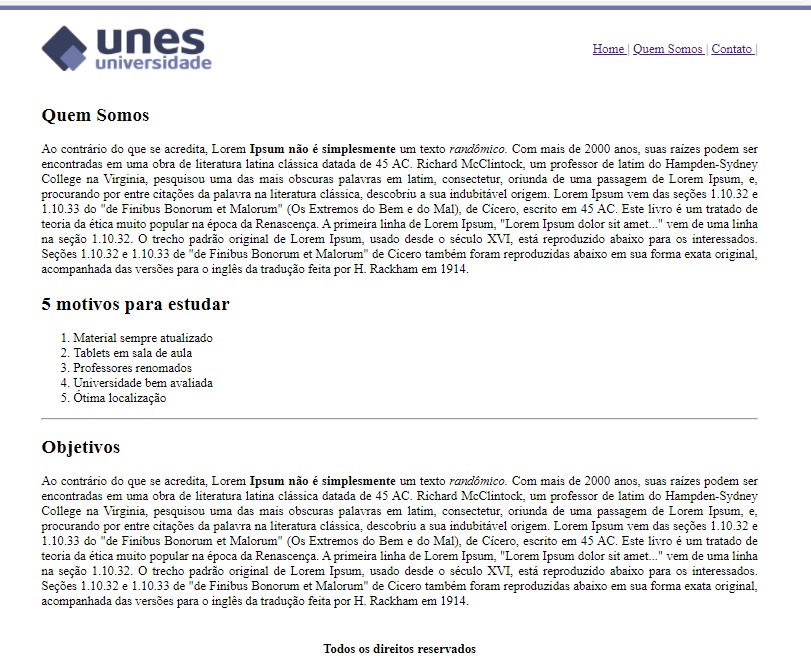 unes
universidade
Home | Quem Somos | Contato |
Quem Somos
Ao contrário do que se acredita, Lorem Ipsum não é simplesmente um texto randômico. Com mais de 2000 anos, suas raízes podem ser
encontradas em uma obra de literatura latina clássica datada de 45 AC. Richard McClintock, um professor de latim do Hampden-Sydney
College na Virginia, pesquisou uma das mais obscuras palavras em latim, consectetur, oriunda de uma passagem de Lorem Ipsum, e,
procurando por entre citações da palavra na literatura clássica, descobriu a sua indubitável origem. Lorem Ipsum vem das seções 1.10.32 e
1.10.33 do "de Finibus Bonorum et Malorum" (Os Extremos do Bem e do Mal), de Cícero, escrito em 45 AC. Este livro é um tratado de
teoria da ética muito popular na época da Renascença. A primeira linha de Lorem Ipsum, "Lorem Ipsum dolor sit amet..." vem de uma linha
na seção 1.10.32. O trecho padrão original de Lorem Ipsum, usado desde o século XVI, está reproduzido abaixo para os interessados.
Seções 1.10.32 e 1.10.33 de "de Finibus Bonorum et Malorum" de Cicero também foram reproduzidas abaixo em sua forma exata original,
acompanhada das versões para o inglês da tradução feita por H. Rackham em 1914.
5 motivos para estudar
1. Material sempre atualizado
2. Tablets em sala de aula
3. Professores renomados
4. Universidade bem avaliada
5. Ótima localização
Objetivos
Ao contrário do que se acredita, Lorem Ipsum não é simplesmente um texto randômico. Com mais de 2000 anos, suas raízes podem ser
encontradas em uma obra de literatura latina clássica datada de 45 AC. Richard McClintock, um professor de latim do Hampden-Sydney
College na Virginia, pesquisou uma das mais obscuras palavras em latim, consectetur, oriunda de uma passagem de Lorem Ipsum, e,
procurando por entre citações da palavra na literatura clássica, descobriu a sua indubitável origem. Lorem Ipsum vem das seções 1.10.32 e
1.10.33 do "de Finibus Bonorum et Malorum" (Os Extremos do Bem e do Mal), de Cícero, escrito em 45 AC. Este livro é um tratado de
teoria da ética muito popular na época da Renascença. A primeira linha de Lorem Ipsum, "Lorem Ipsum dolor sit amet..." vem de uma linha
na seção 1.10.32. O trecho padrão original de Lorem Ipsum, usado desde o século XVI, está reproduzido abaixo para os interessados.
Seções 1.10.32 e 1.10.33 de "de Finibus Bonorum et Malorum" de Cicero também foram reproduzidas abaixo em sua forma exata original,
acompanhada das versões para o inglês da tradução feita por H. Rackham em 1914.
Todos os direitos reservados